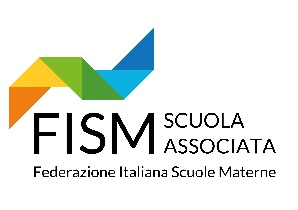 FISM SCUOLA
ASSOCIATA
Federazione Italiana Scuole Materne